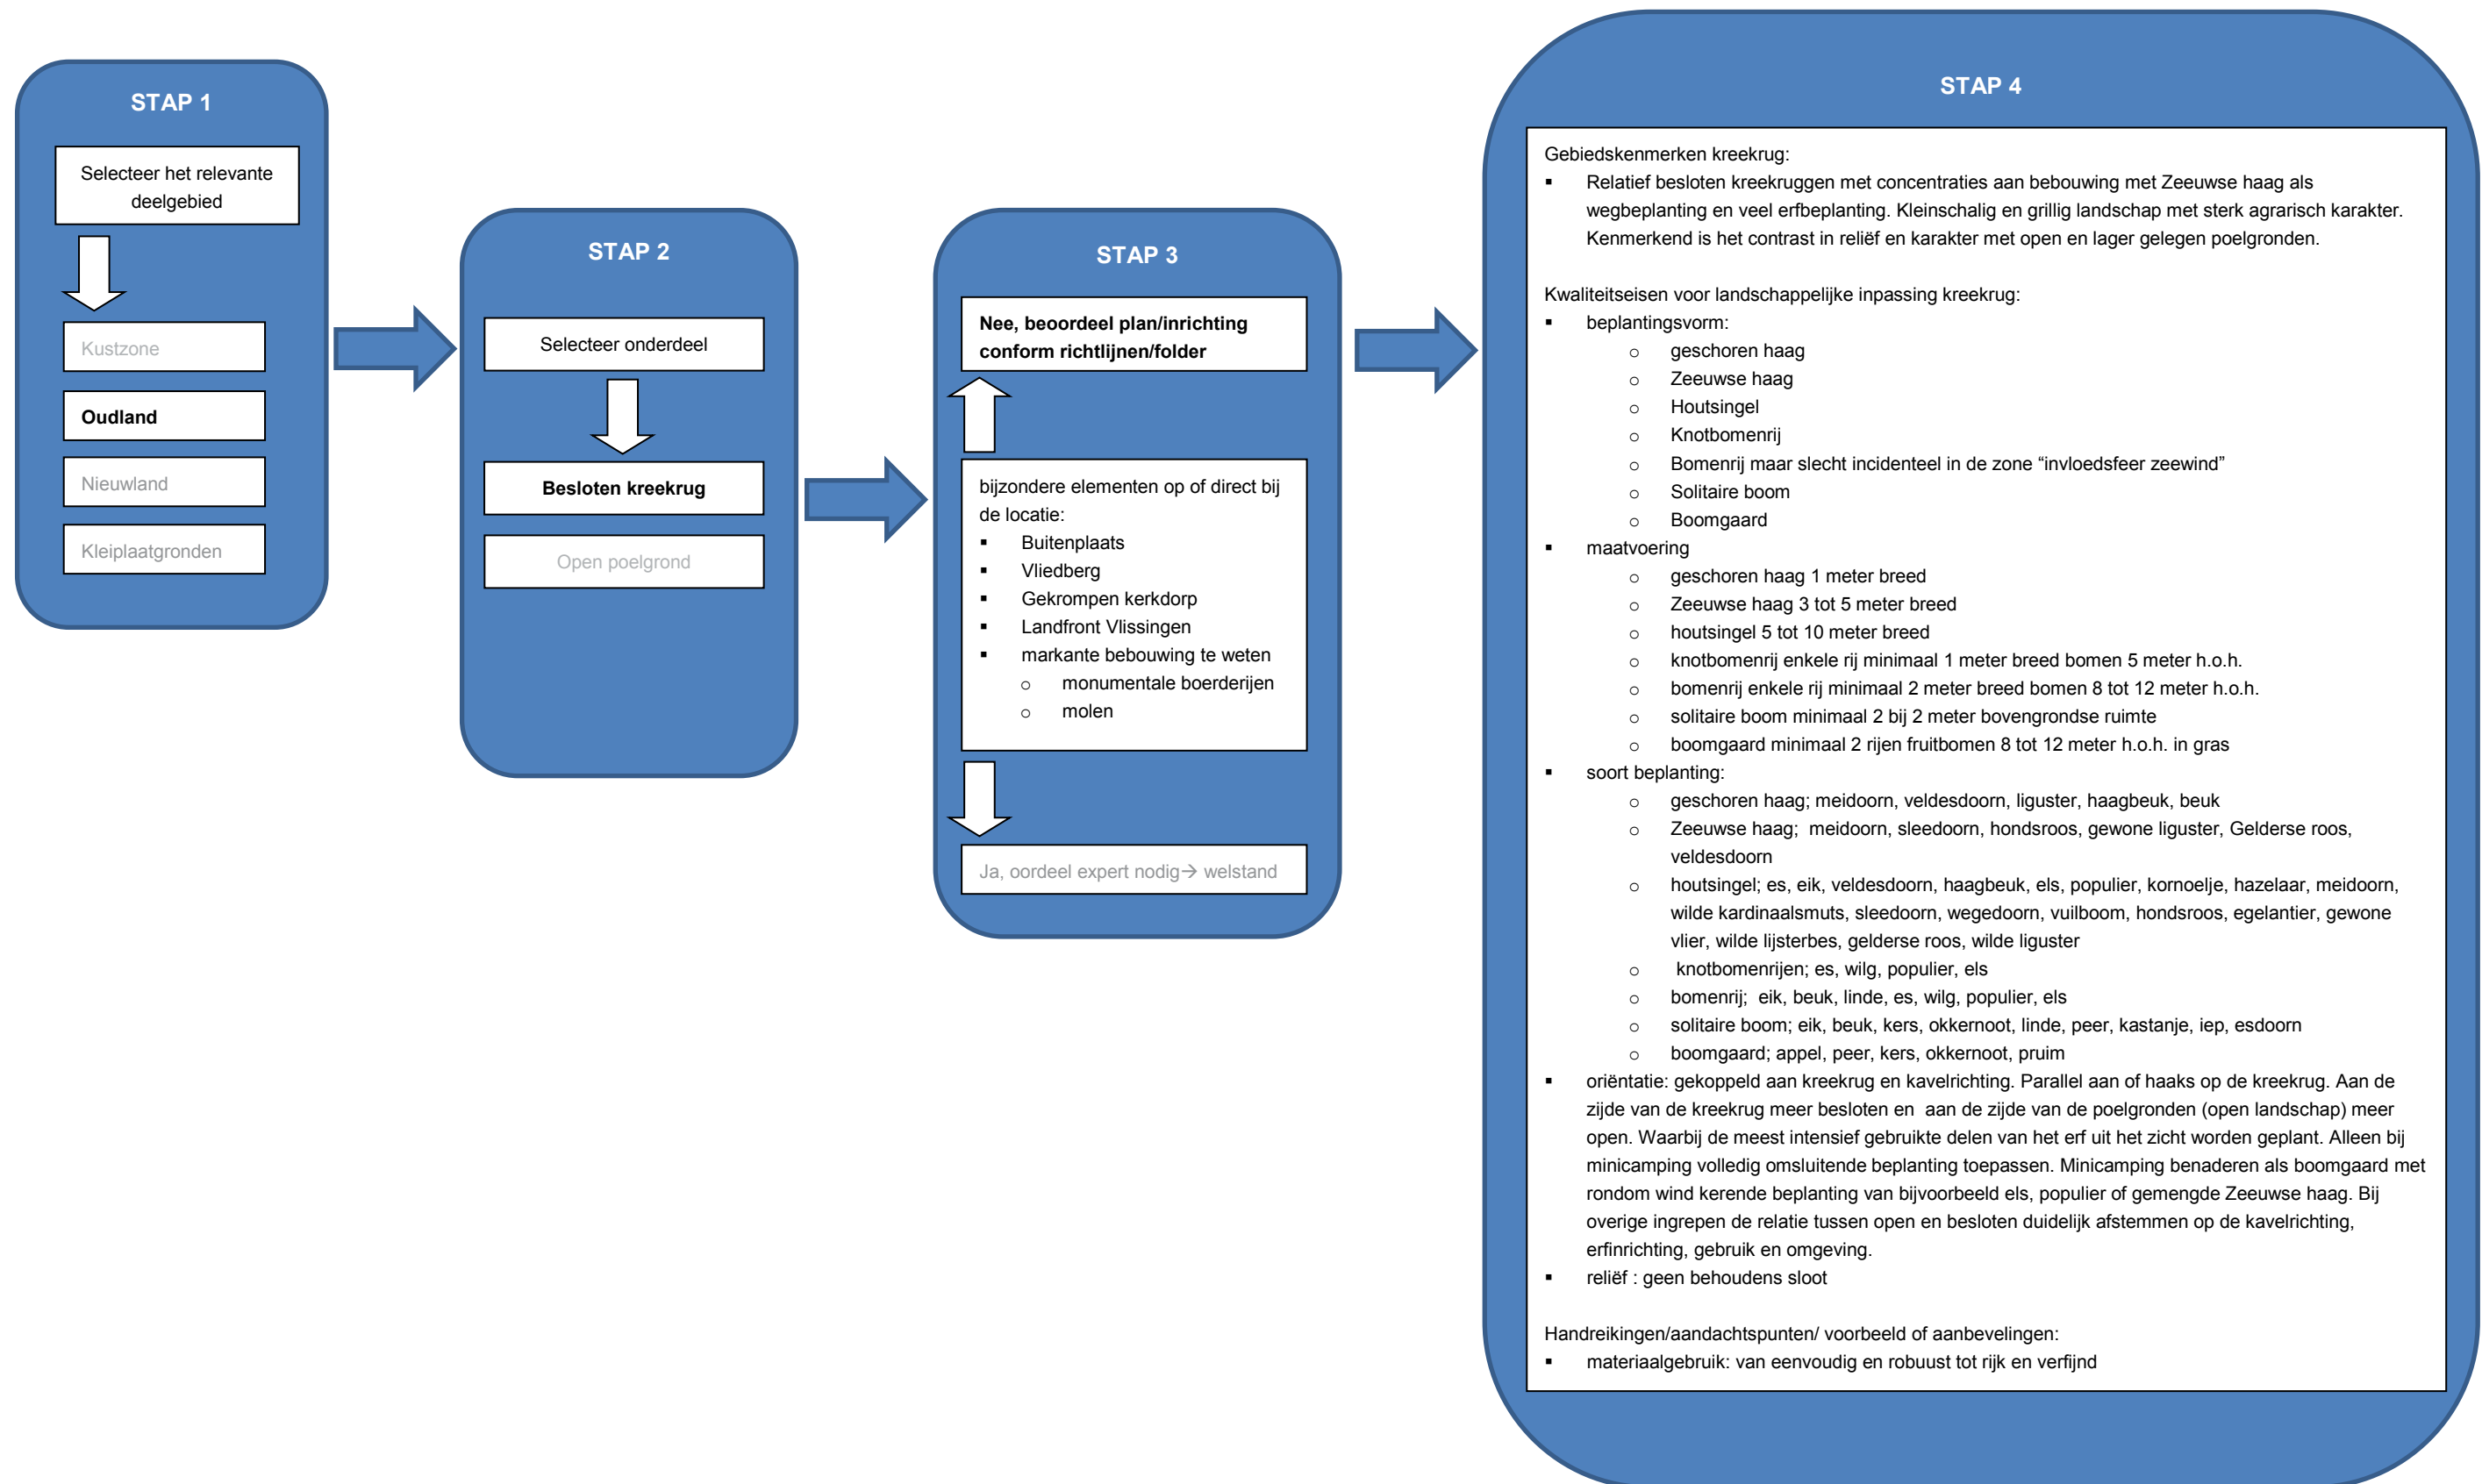 STAP 1
Selecteer het relevante
deelgebied
Kustzone
Oudland
Nieuwland
Kleiplaatgronden
STAP 2
Selecteer onderdeel
Besloten kreekrug
Open poelgrond
STAP 3
Nee, beoordeel plan/inrichting
conform richtlijnen/folder
bijzondere elementen op of direct bij
de locatie:
▪ Buitenplaats
▪ Vliedberg
▪ Gekrompen kerkdorp
▪ Landfront Vlissingen
▪ markante bebouwing te weten
o monumentale boerderijen
o molen
Ja, oordeel expert nodig→ welstand
STAP 4
Gebiedskenmerken kreekrug:
▪ Relatief besloten kreekruggen met concentraties aan bebouwing met Zeeuwse haag als
wegbeplanting en veel erfbeplanting. Kleinschalig en grillig landschap met sterk agrarisch karakter.
Kenmerkend is het contrast in reliëf en karakter met open en lager gelegen poelgronden.
Kwaliteitseisen voor landschappelijke inpassing kreekrug:
▪ beplantingsvorm:
o geschoren haag
o Zeeuwse haag
o Houtsingel
o Knotbomenrij
o Bomenrij maar slecht incidenteel in de zone “invloedsfeer zeewind”
o Solitaire boom
o Boomgaard
▪ maatvoering
o geschoren haag 1 meter breed
o Zeeuwse haag 3 tot 5 meter breed
o houtsingel 5 tot 10 meter breed
o knotbomenrij enkele rij minimaal 1 meter breed bomen 5 meter h.o.h.
o bomenrij enkele rij minimaal 2 meter breed bomen 8 tot 12 meter h.o.h.
o solitaire boom minimaal 2 bij 2 meter bovengrondse ruimte
o boomgaard minimaal 2 rijen fruitbomen 8 tot 12 meter h.o.h. in gras
▪ soort beplanting:
o geschoren haag; meidoorn, veldesdoorn, liguster, haagbeuk, beuk
o Zeeuwse haag; meidoorn, sleedoorn, hondsroos, gewone liguster, Gelderse roos,
veldesdoorn
o houtsingel; es, eik, veldesdoorn, haagbeuk, els, populier, kornoelje, hazelaar, meidoorn,
wilde kardinaalsmuts, sleedoorn, wegedoorn, vuilboom, hondsroos, egelantier, gewone
vlier, wilde lijsterbes, gelderse roos, wilde liguster
o knotbomenrijen; es, wilg, populier, els
o bomenrij; eik, beuk, linde, es, wilg, populier, els
o solitaire boom; eik, beuk, kers, okkernoot, linde, peer, kastanje, iep, esdoorn
o boomgaard; appel, peer, kers, okkernoot, pruim
▪ oriëntatie: gekoppeld aan kreekrug en kavelrichting. Parallel aan of haaks op de kreekrug. Aan de
zijde van de kreekrug meer besloten en aan de zijde van de poelgronden (open landschap) meer
open. Waarbij de meest intensief gebruikte delen van het erf uit het zicht worden geplant. Alleen bij
minicamping volledig omsluitende beplanting toepassen. Minicamping benaderen als boomgaard met
rondom wind kerende beplanting van bijvoorbeeld els, populier of gemengde Zeeuwse haag. Bij
overige ingrepen de relatie tussen open en besloten duidelijk afstemmen op de kavelrichting,
erfinrichting, gebruik en omgeving.
▪ reliëf : geen behoudens sloot
Handreikingen/aandachtspunten/ voorbeeld of aanbevelingen:
▪ materiaalgebruik: van eenvoudig en robuust tot rijk en verfijnd